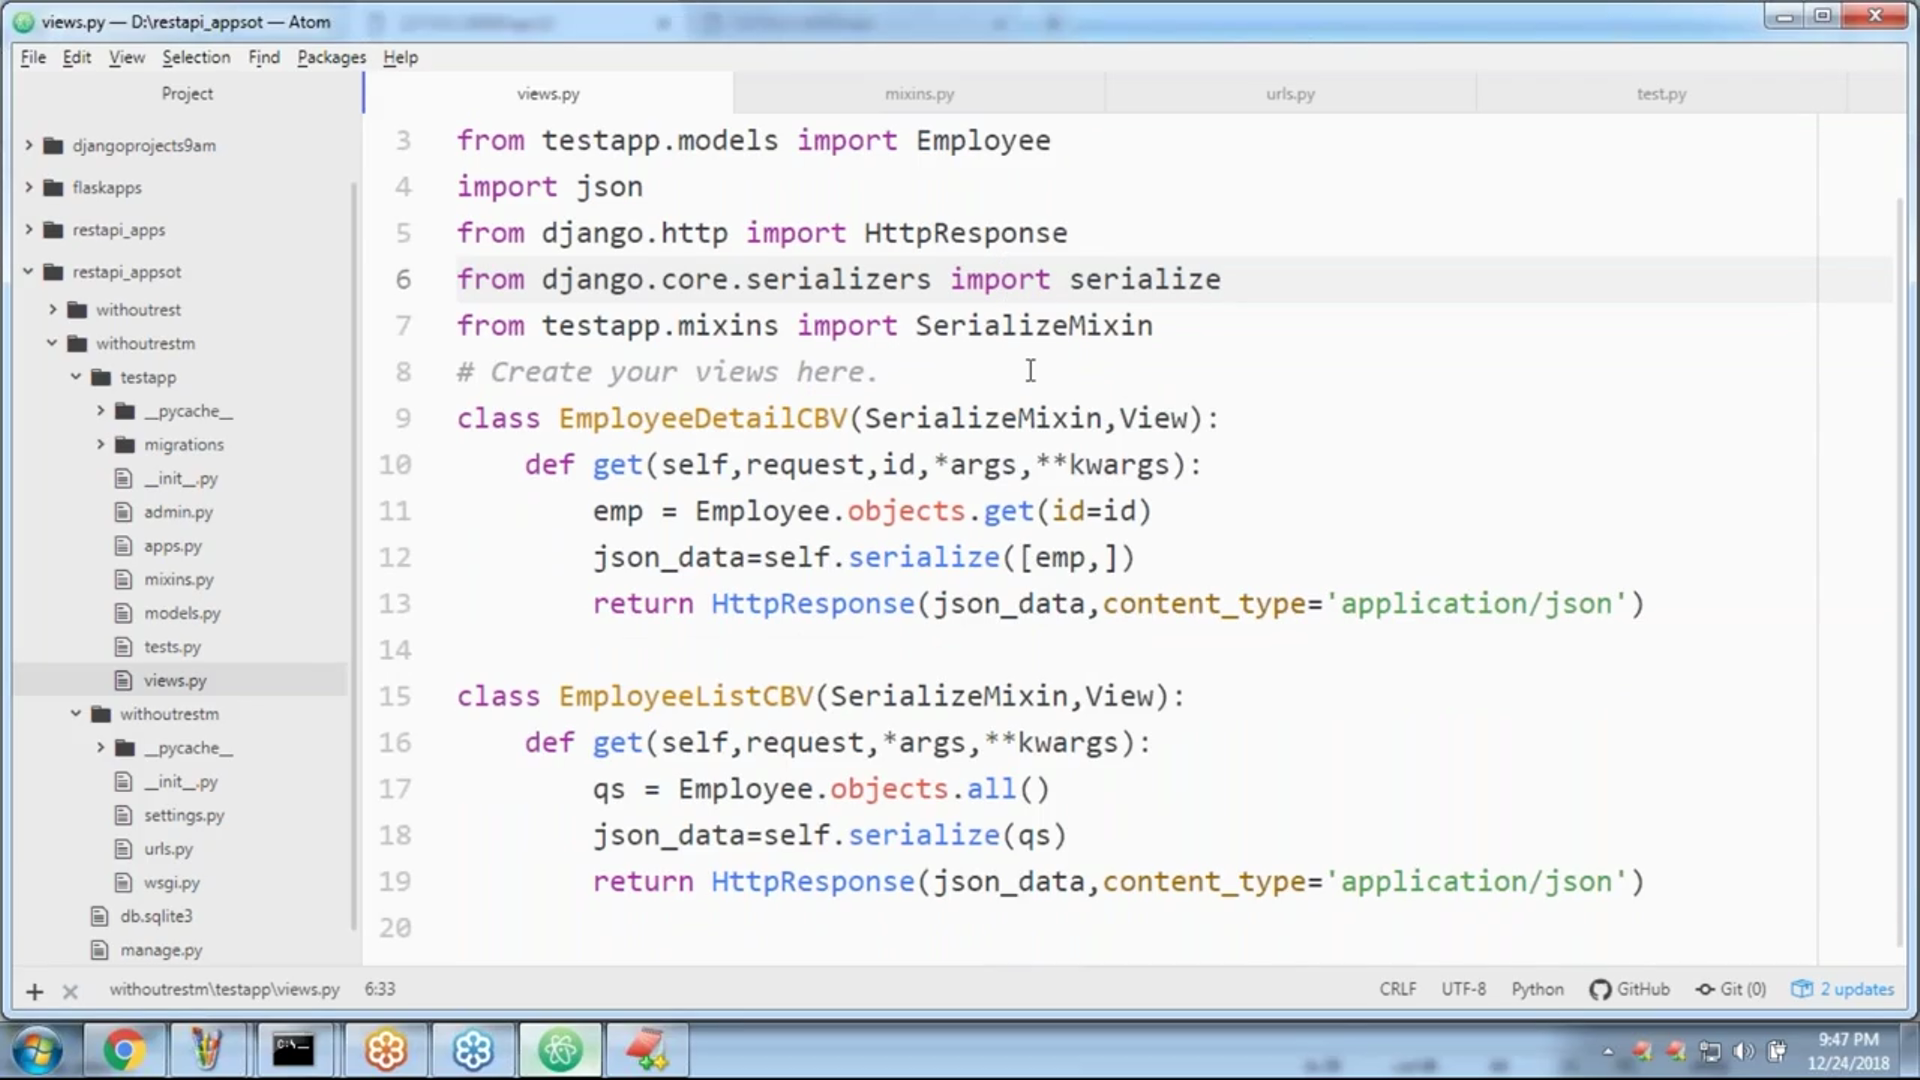 views.py — D:\restapi_appsot — Atom
File Edit View Selection Find Packages Help
Project
views.py
mixins.py
urls.py
test.py
djangoprojects9am
flaskapps
restapi_apps
restapi_appsot
withoutrest
withoutrestm
testapp
__pycache__
migrations
__init__.py
admin.py
apps.py
mixins.py
models.py
tests.py
views.py
withoutrestm
__pycache__
__init__.py
settings.py
urls.py
wsgi.py
db.sqlite3
manage.py
3 from testapp.models import Employee
4 import json
5 from django.http import HttpResponse
6 from django.core.serializers import serialize
7 from testapp.mixins import SerializeMixin
8 # Create your views here.
9 class EmployeeDetailCBV(SerializeMixin,View):
10 def get(self,request,id,*args,**kwargs):
11 emp = Employee.objects.get(id=id)
12 json_data=self.serialize([emp,])
13 return HttpResponse(json_data,content_type='application/json')
14
15 class EmployeeListCBV(SerializeMixin,View):
16 def get(self,request,*args,**kwargs):
17 qs = Employee.objects.all()
18 json_data=self.serialize(qs)
19 return HttpResponse(json_data,content_type='application/json')
20
withoutrestm\testapp\views.py 6:33
CRLF UTF-8 Python GitHub Git (0) 2 updates
C:\_
9:47 PM
12/24/2018